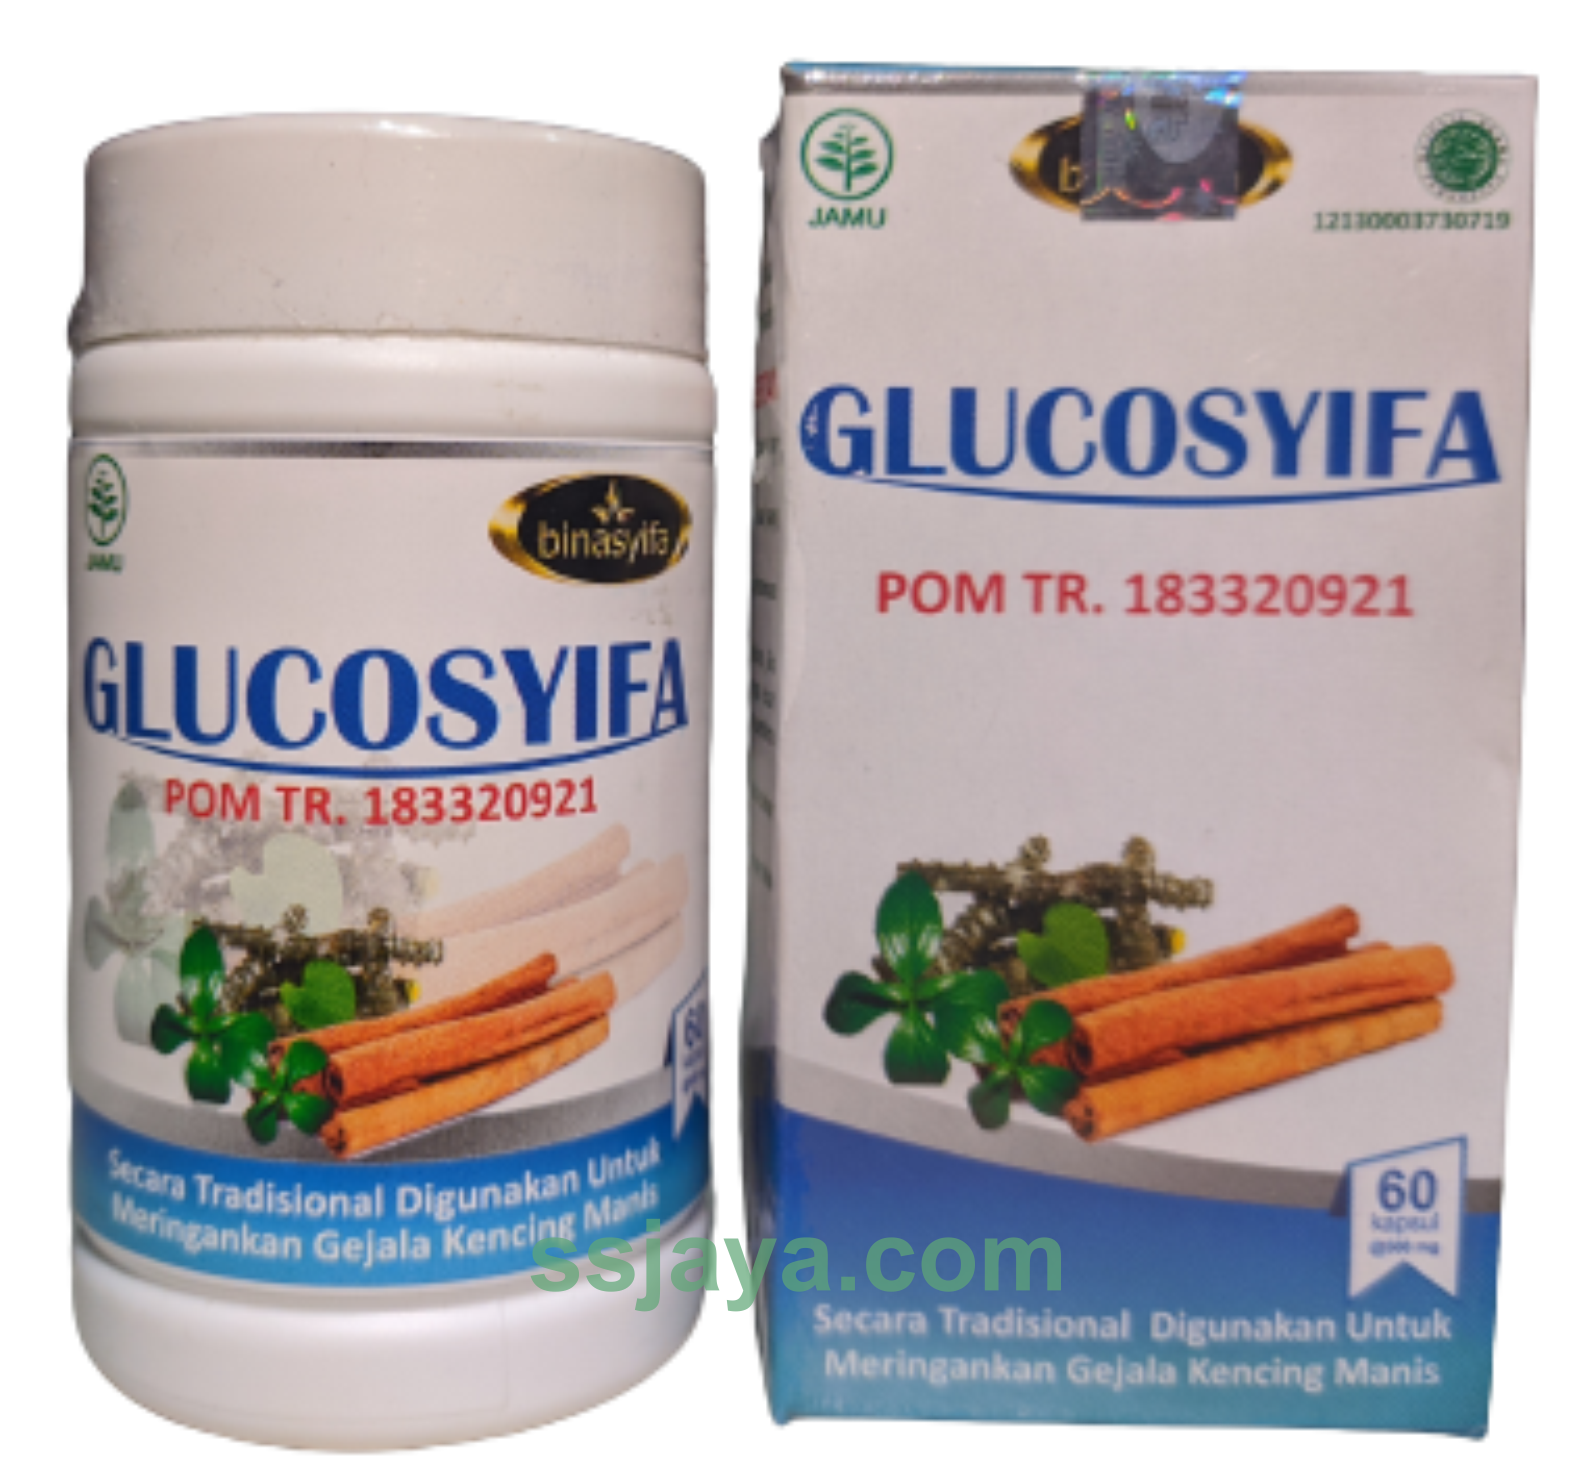 JAMU
binasyifa
GLUCOSYIFA
POM TR. 183320921
60
Secara Tradisional Digunakan Untuk
Meringankan Gejala Kencing Manis
JAMU
12130003730719
GLUCOSYIFA
POM TR. 183320921
60
kapsul
Secara Tradisional Digunakan Untuk
Meringankan Gejala Kencing Manis
ssjaya.com